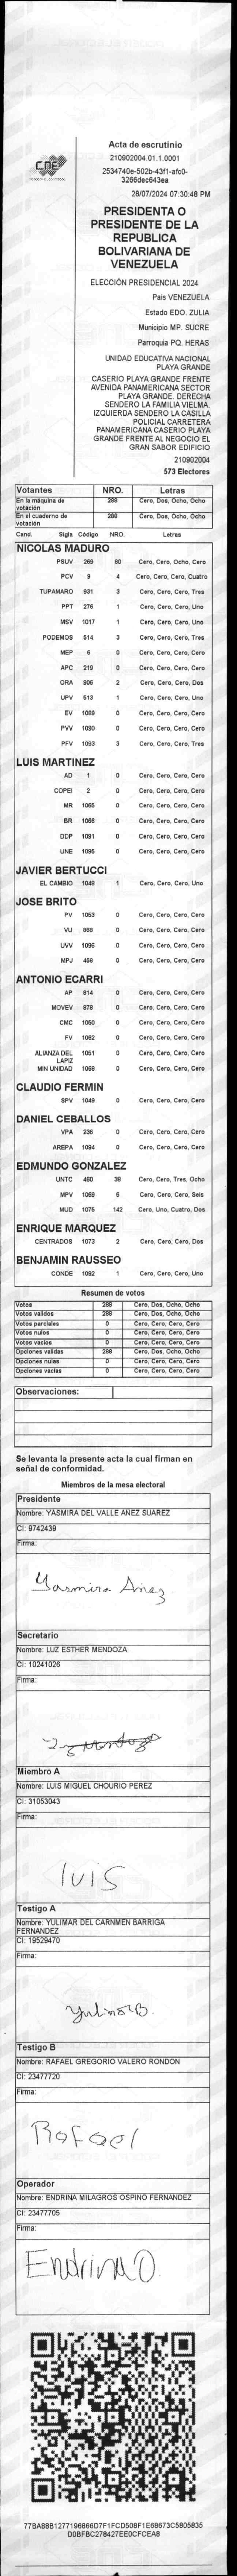 CNE
Acta de escrutinio
210902004.01.1.0001
2534740e-502b-43f1-afc0-
3266dec643ea
28/07/2024 07:30:48 PM
PRESIDENTA O
PRESIDENTE DE LA
REPUBLICA
BOLIVARIANA DE
VENEZUELA
ELECCIÓN PRESIDENCIAL 2024
Pais VENEZUELA
Estado EDO. ZULIA
Municipio MP. SUCRE
Parroquia PQ. HERAS
UNIDAD EDUCATIVA NACIONAL
PLAYA GRANDE
CASERIO PLAYA GRANDE FRENTE
AVENIDA PANAMERICANA SECTOR
PLAYA GRANDE. DERECHA
SENDERO LA FAMILIA VIELMA.
IZQUIERDA SENDERO LA CASILLA
POLICIAL CARRETERA
PANAMERICANA CASERIO PLAYA
GRANDE FRENTE AL NEGOCIO EL
GRAN SABOR EDIFICIO
210902004
573 Electores
Votantes NRO. Letras
En la máquina de votación 288 Cero, Dos, Ocho, Ocho
En el cuaderno de votación 288 Cero, Dos, Ocho, Ocho
Cand. Sigla Código NRO. Letras
NICOLAS MADURO
PSUV 269 80 Cero, Cero, Ocho, Cero
PCV 9 4 Cero, Cero, Cero, Cuatro
TUPAMARO 931 3 Cero, Cero, Cero, Tres
PPT 276 1 Cero, Cero, Cero, Uno
MSV 1017 1 Cero, Cero, Cero, Uno
PODEMOS 514 3 Cero, Cero, Cero, Tres
MEP 6 0 Cero, Cero, Cero, Cero
APC 219 0 Cero, Cero, Cero, Cero
ORA 906 2 Cero, Cero, Cero, Dos
UPV 513 1 Cero, Cero, Cero, Uno
EV 1089 0 Cero, Cero, Cero, Cero
PVV 1090 0 Cero, Cero, Cero, Cero
PFV 1093 3 Cero, Cero, Cero, Tres
LUIS MARTINEZ
AD 1 0 Cero, Cero, Cero, Cero
COPEI 2 0 Cero, Cero, Cero, Cero
MR 1065 0 Cero, Cero, Cero, Cero
BR 1066 0 Cero, Cero, Cero, Cero
DDP 1091 0 Cero, Cero, Cero, Cero
UNE 1095 0 Cero, Cero, Cero, Cero
JAVIER BERTUCCI
EL CAMBIO 1048 1 Cero, Cero, Cero, Uno
JOSE BRITO
PV 1053 0 Cero, Cero, Cero, Cero
VU 868 0 Cero, Cero, Cero, Cero
UVV 1096 0 Cero, Cero, Cero, Cero
MPJ 458 0 Cero, Cero, Cero, Cero
ANTONIO ECARRI
AP 814 0 Cero, Cero, Cero, Cero
MOVEV 878 0 Cero, Cero, Cero, Cero
CMC 1050 0 Cero, Cero, Cero, Cero
FV 1062 0 Cero, Cero, Cero, Cero
ALIANZA DEL LAPIZ 1051 0 Cero, Cero, Cero, Cero
MIN UNIDAD 1069 0 Cero, Cero, Cero, Cero
CLAUDIO FERMIN
SPV 1049 0 Cero, Cero, Cero, Cero
DANIEL CEBALLOS
VPA 236 0 Cero, Cero, Cero, Cero
AREPA 1094 0 Cero, Cero, Cero, Cero
EDMUNDO GONZALEZ
UNTC 460 38 Cero, Cero, Tres, Ocho
MPV 1069 6 Cero, Cero, Cero, Seis
MUD 1075 142 Cero, Uno, Cuatro, Dos
ENRIQUE MARQUEZ
CENTRADOS 1073 2 Cero, Cero, Cero, Dos
BENJAMIN RAUSSEO
CONDE 1092 1 Cero, Cero, Cero, Uno
Resumen de votos
Votos 288 Cero, Dos, Ocho, Ocho
Votos validos 288 Cero, Dos, Ocho, Ocho
Votos parciales 0 Cero, Cero, Cero, Cero
Votos nulos 0 Cero, Cero, Cero, Cero
Votos vacios 0 Cero, Cero, Cero, Cero
Opciones validas 288 Cero, Dos, Ocho, Ocho
Opciones nulas 0 Cero, Cero, Cero, Cero
Opciones vacias 0 Cero, Cero, Cero, Cero
Observaciones:
Se levanta la presente acta la cual firman en
señal de conformidad.
Miembros de la mesa electoral
Presidente
Nombre: YASMIRA DEL VALLE ANEZ SUAREZ
CI: 9742439
Firma:
Yasmira Anez
Secretario
Nombre: LUZ ESTHER MENDOZA
CI: 10241026
Firma:
Miembro A
Nombre: LUIS MIGUEL CHOURIO PEREZ
CI: 31053043
Firma:
luis
Testigo A
Nombre: YULIMAR DEL CARNMEN BARRIGA
FERNANDEZ
CI: 19529470
Firma:
Testigo B
Nombre: RAFAEL GREGORIO VALERO RONDON
CI: 23477720
Firma:
Rafael
Operador
Nombre: ENDRINA MILAGROS OSPINO FERNANDEZ
CI: 23477705
Firma:
Endrina O
77BA88B1277196866D7F1FCD508F1E68673C5805835
D0BFBC278427EE0CFCEA8